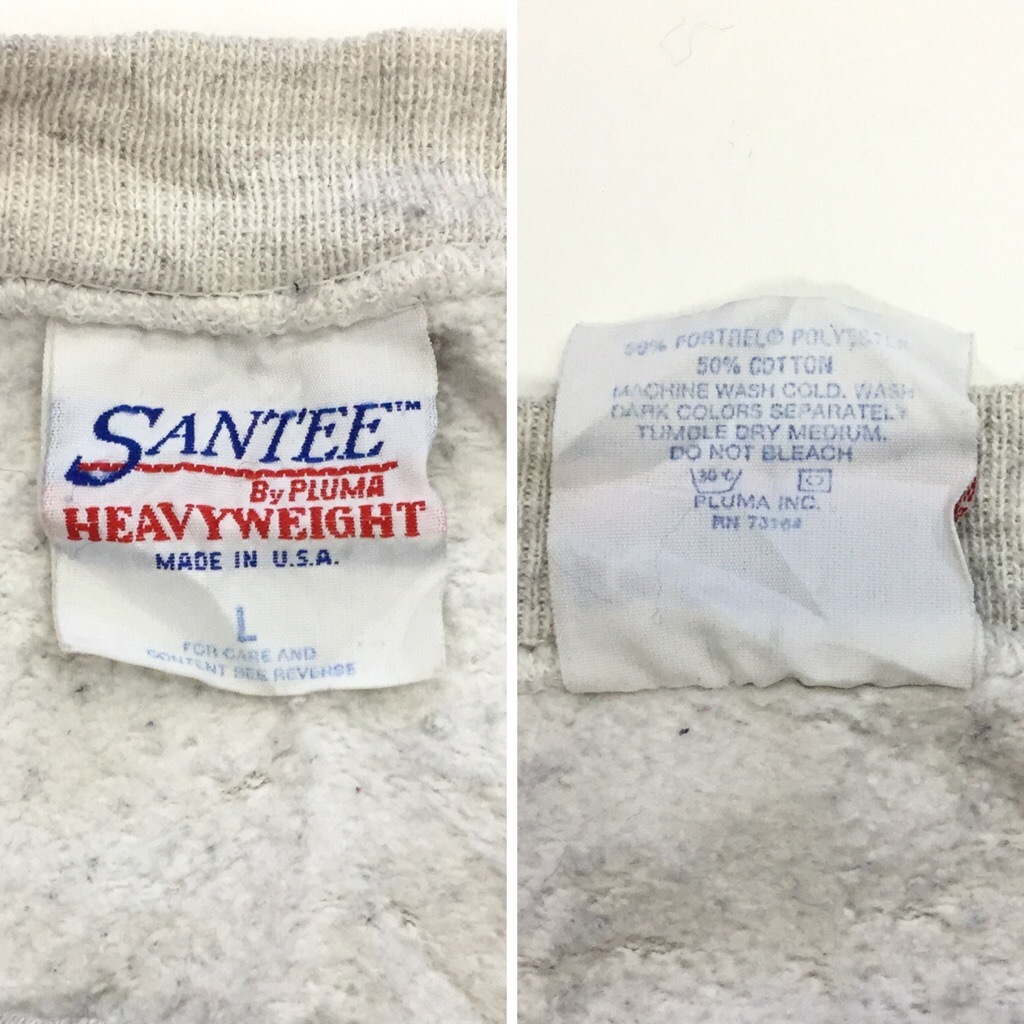 SANTEE™
By PLUMA
HEAVYWEIGHT
MADE IN U.S.A.
L
FOR CARE AND
CONTENT SEE REVERSE
50% FORTREL® POLYESTER
50% COTTON
MACHINE WASH COLD. WASH
DARK COLORS SEPARATELY
TUMBLE DRY MEDIUM.
DO NOT BLEACH
30°C
PLUMA INC.
RN